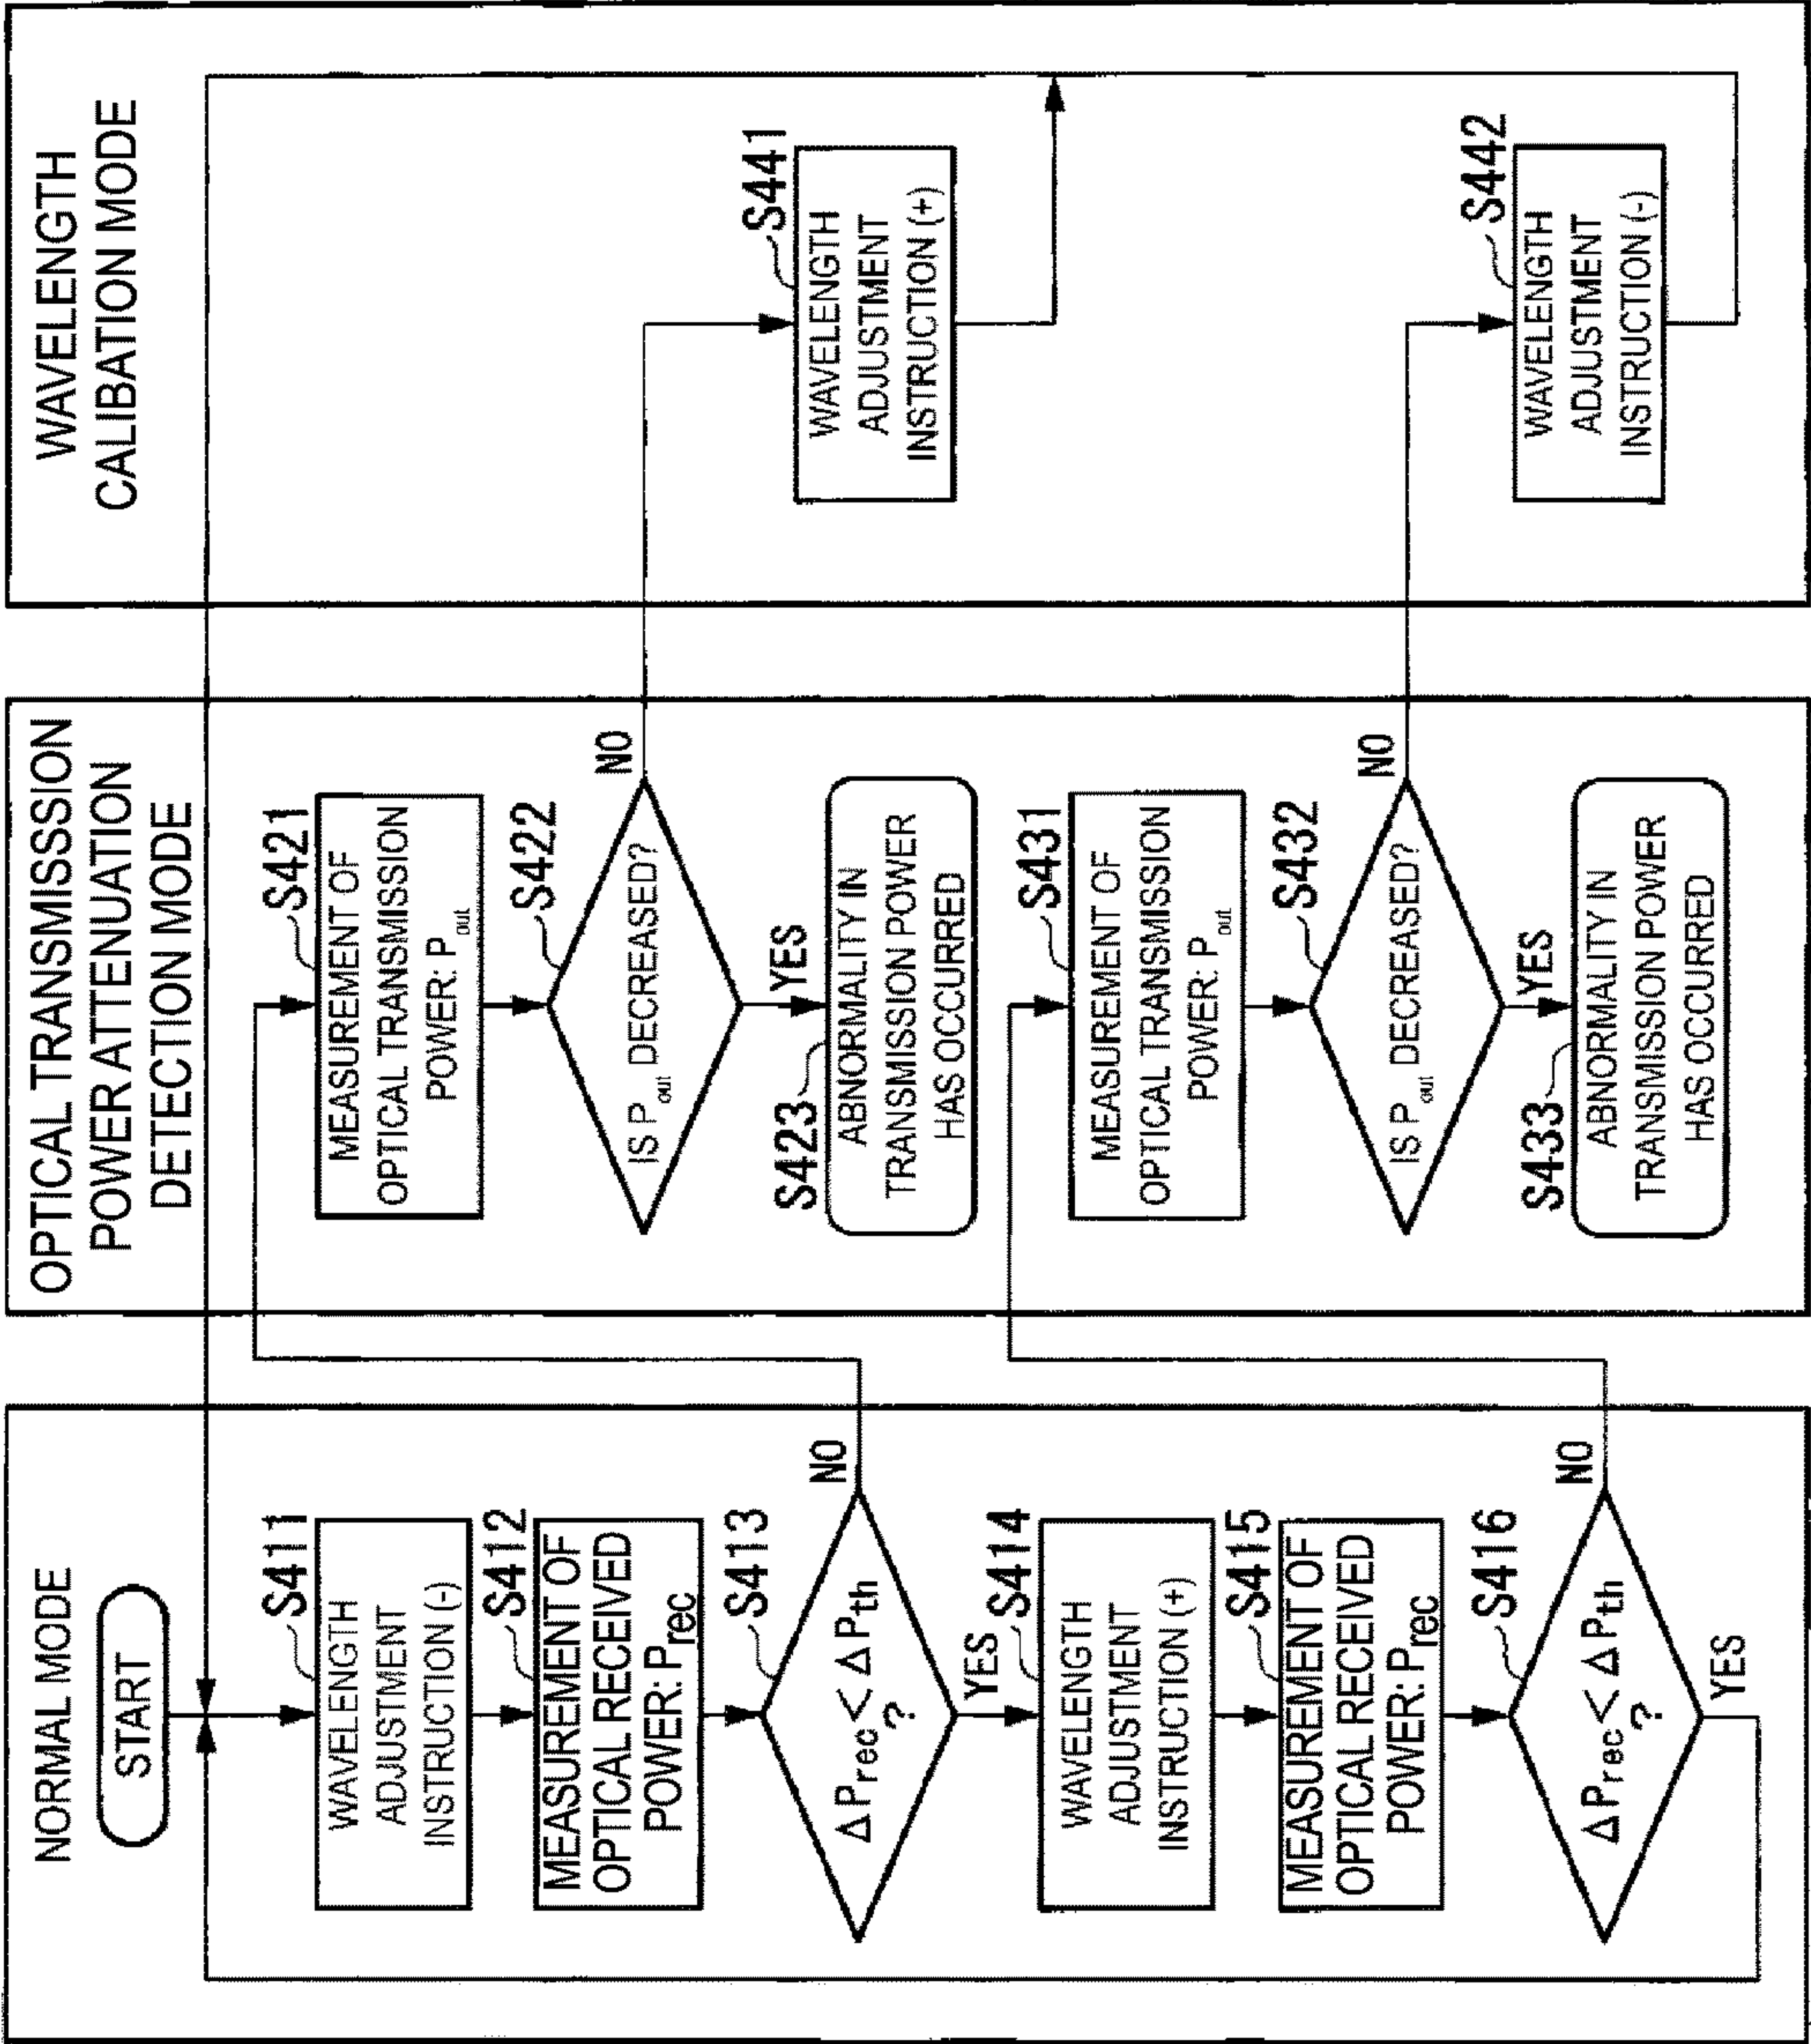 NORMAL MODE
START
S411
WAVELENGTH
ADJUSTMENT
INSTRUCTION (-)
S412
MEASUREMENT OF
OPTICAL RECEIVED
POWER: Prec
S413
ΔPrec < ΔPth
?
NO
YES
S414
WAVELENGTH
ADJUSTMENT
INSTRUCTION (+)
S415
MEASUREMENT OF
OPTICAL RECEIVED
POWER: Prec
S416
ΔPrec < ΔPth
?
NO
YES
OPTICAL TRANSMISSSION
POWER ATTENUATION
DETECTION MODE
S421
MEASUREMENT OF
OPTICAL TRANSMISSION
POWER: Pout
S422
IS Pout DECREASED?
NO
YES
S423
ABNORMALITY IN
TRANSMISSION POWER
HAS OCCURRED
S431
MEASUREMENT OF
OPTICAL TRANSMISSION
POWER: Pout
S432
IS Pout DECREASED?
NO
YES
S433
ABNORMALITY IN
TRANSMISSION POWER
HAS OCCURRED
WAVELENGTH
CALIBATION MODE
S441
WAVELENGTH
ADJUSTMENT
INSTRUCTION (+)
S442
WAVELENGTH
ADJUSTMENT
INSTRUCTION (-)